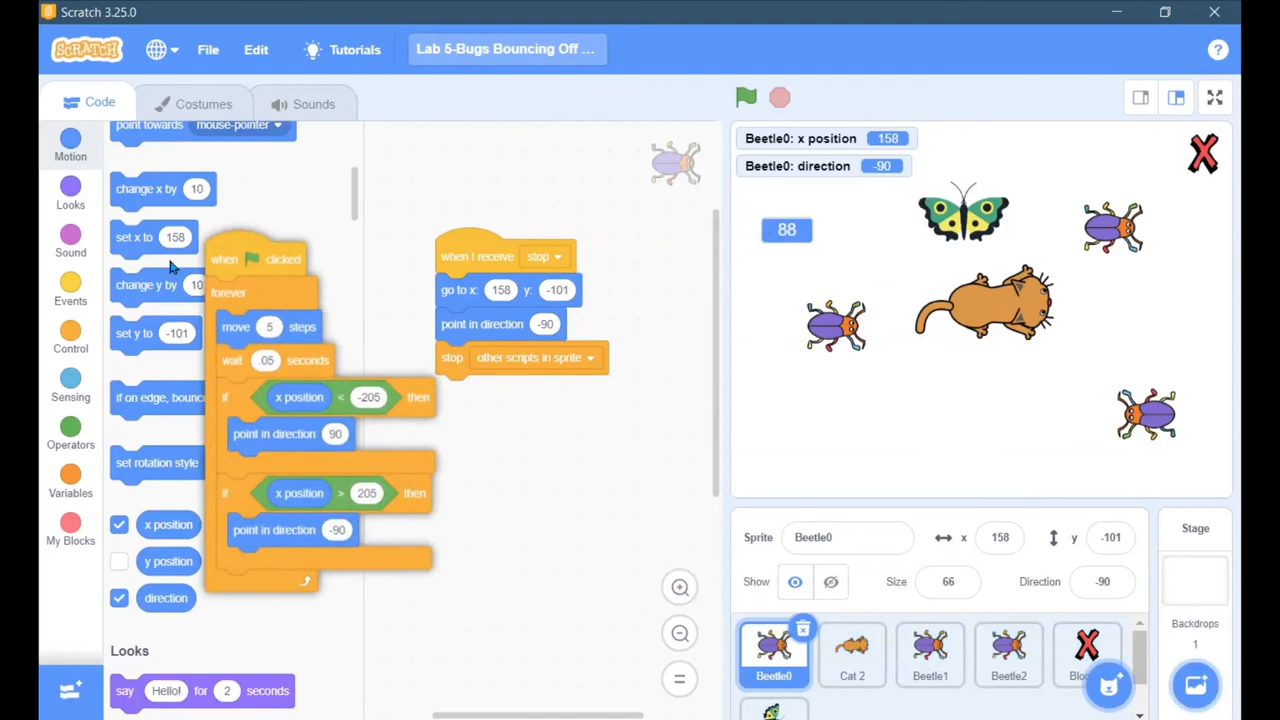 Scratch 3.25.0
SCRATCH
File
Edit
Tutorials
Lab 5-Bugs Bouncing Off ...
?
Code
Costumes
Sounds
Motion
Looks
Sound
Events
Control
Sensing
Operators
Variables
My Blocks
point towards mouse-pointer
change x by 10
set x to 158
change y by 10
set y to -101
if on edge, bounc
set rotation style
x position
y position
direction
Looks
say Hello! for 2 seconds
when clicked
forever
move 5 steps
wait .05 seconds
if x position < -205 then
point in direction 90
if x position > 205 then
point in direction -90
when I receive stop
go to x: 158 y: -101
point in direction -90
stop other scripts in sprite
Beetle0: x position 158
Beetle0: direction -90
88
X
Sprite Beetle0 x 158 y -101
Show Size 66 Direction -90
Stage
Backdrops
1
Beetle0
Cat 2
Beetle1
Beetle2
Blo